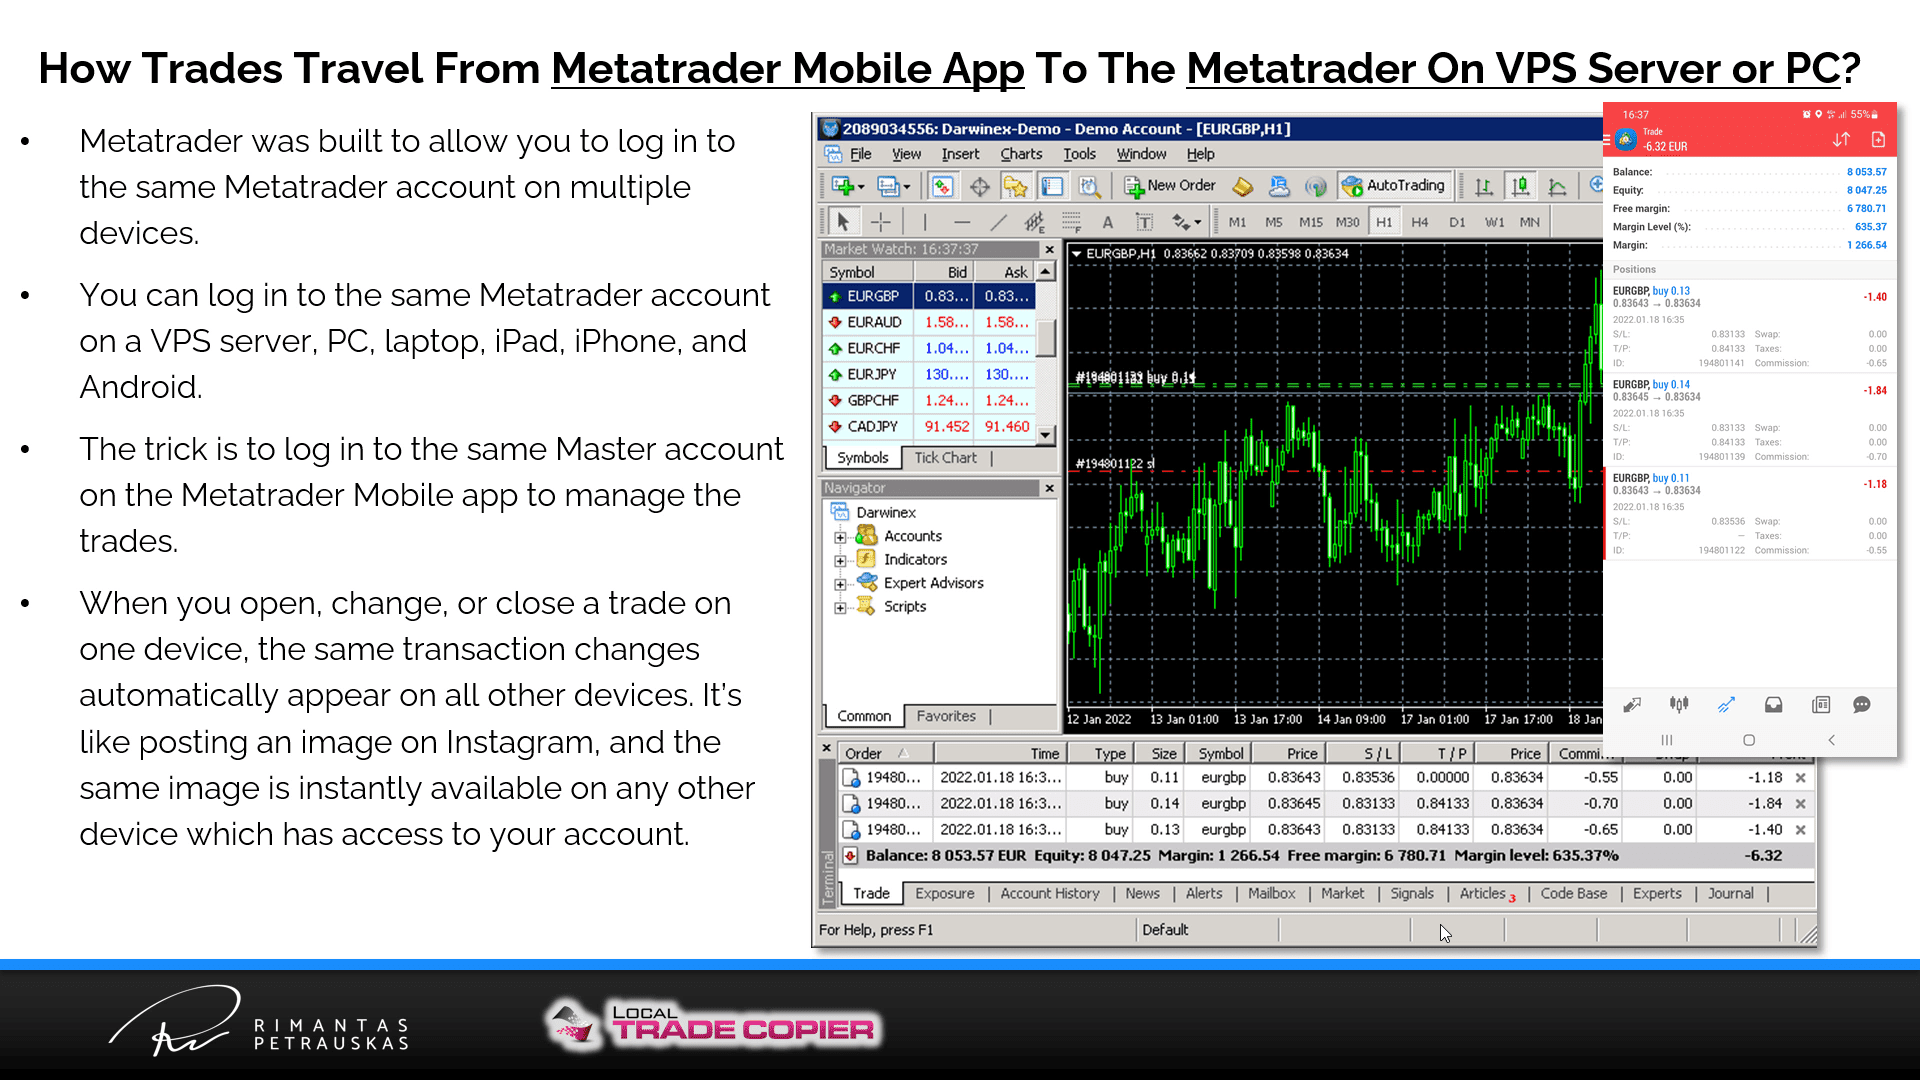 How Trades Travel From Metatrader Mobile App To The Metatrader On VPS Server or PC?
• Metatrader was built to allow you to log in to
the same Metatrader account on multiple
devices.
• You can log in to the same Metatrader account
on a VPS server, PC, laptop, iPad, iPhone, and
Android.
• The trick is to log in to the same Master account
on the Metatrader Mobile app to manage the
trades.
• When you open, change, or close a trade on
one device, the same transaction changes
automatically appear on all other devices. It's
like posting an image on Instagram, and the
same image is instantly available on any other
device which has access to your account.
2089034556: Darwinex-Demo - Demo Account - [EURGBP,H1]
File View Insert Charts Tools Window Help
New Order AutoTrading
A T M1 M5 M15 M30 H1 H4 D1 W1 MN
Market Watch: 16:37:37
Symbol Bid Ask
EURGBP 0.83... 0.83...
EURAUD 1.58... 1.58...
EURCHF 1.04... 1.04...
EURJPY 130.... 130....
GBPCHF 1.24... 1.24...
CADJPY 91.452 91.460
Symbols Tick Chart
Navigator
Darwinex
Accounts
Indicators
Expert Advisors
Scripts
Common Favorites
EURGBP,H1 0.83662 0.83709 0.83598 0.83634
#194801122 sl
12 Jan 2022 13 Jan 01:00 13 Jan 17:00 14 Jan 09:00 17 Jan 01:00 17 Jan 17:00 18 Jan
Order Time Type Size Symbol Price S / L T / P Price Commi...
19480... 2022.01.18 16:3... buy 0.11 eurgbp 0.83643 0.83536 0.00000 0.83634 -0.55 0.00 -1.18
19480... 2022.01.18 16:3... buy 0.14 eurgbp 0.83645 0.83133 0.84133 0.83634 -0.70 0.00 -1.84
19480... 2022.01.18 16:3... buy 0.13 eurgbp 0.83643 0.83133 0.84133 0.83634 -0.65 0.00 -1.40
Balance: 8 053.57 EUR Equity: 8 047.25 Margin: 1 266.54 Free margin: 6 780.71 Margin level: 635.37% -6.32
Terminal
Trade Exposure Account History News Alerts Mailbox Market Signals Articles 3 Code Base Experts Journal
For Help, press F1 Default
16:37 55%
Trade
-6.32 EUR
Balance: 8 053.57
Equity: 8 047.25
Free margin: 6 780.71
Margin Level (%): 635.37
Margin: 1 266.54
Positions
EURGBP, buy 0.13
0.83643 → 0.83634 -1.40
2022.01.18 16:35
S/L: 0.83133 Swap: 0.00
T/P: 0.84133 Taxes: 0.00
ID: 194801141 Commission: -0.65
EURGBP, buy 0.14
0.83645 → 0.83634 -1.84
2022.01.18 16:35
S/L: 0.83133 Swap: 0.00
T/P: 0.84133 Taxes: 0.00
ID: 194801139 Commission: -0.70
EURGBP, buy 0.11
0.83643 → 0.83634 -1.18
2022.01.18 16:35
S/L: 0.83536 Swap: 0.00
T/P: – Taxes: 0.00
ID: 194801122 Commission: -0.55
RIMANTAS
PETRAUSKAS
LOCAL
TRADE COPIER